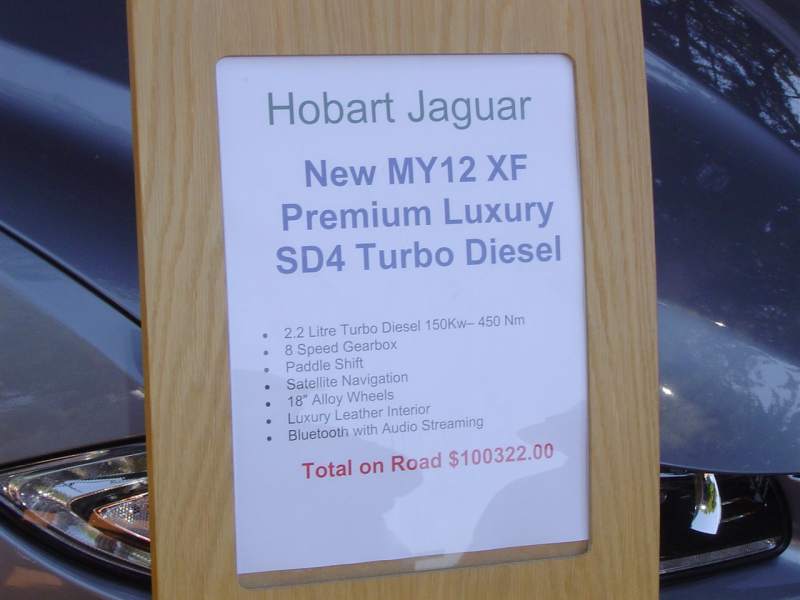 Hobart Jaguar
New MY12 XF
Premium Luxury
SD4 Turbo Diesel
• 2.2 Litre Turbo Diesel 150Kw– 450 Nm
• 8 Speed Gearbox
• Paddle Shift
• Satellite Navigation
• 18" Alloy Wheels
• Luxury Leather Interior
• Bluetooth with Audio Streaming
Total on Road $100322.00